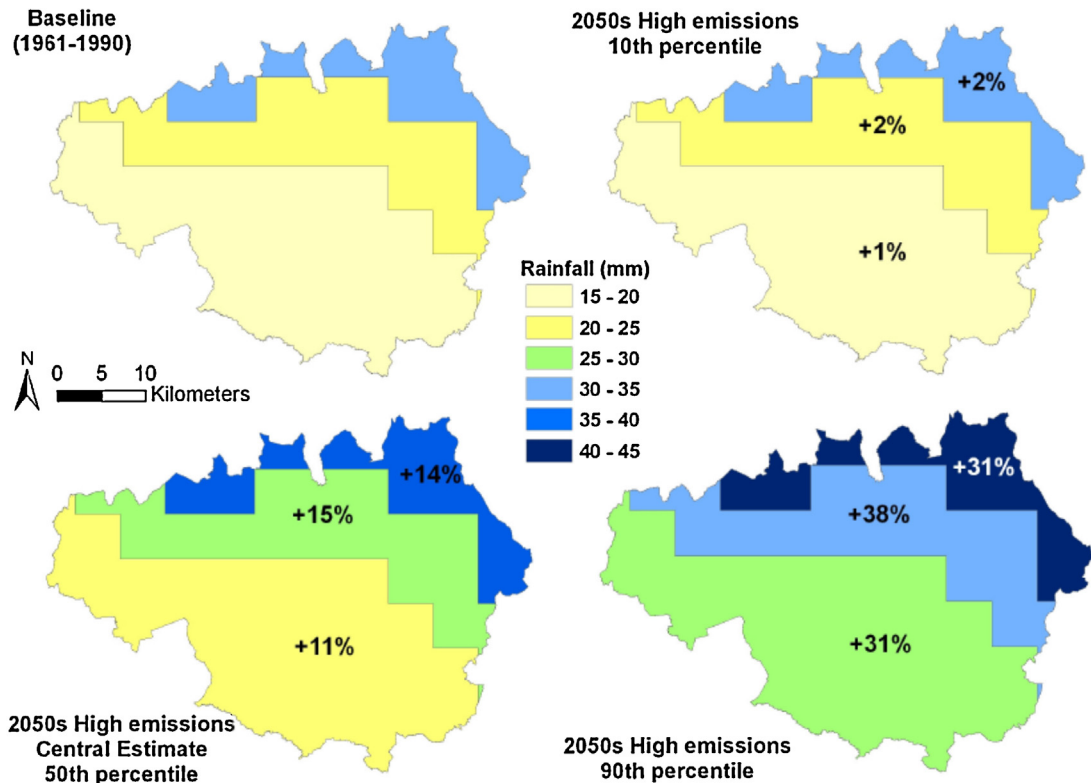 Baseline
(1961-1990)
2050s High emissions
10th percentile
+2%
+2%
+1%
Rainfall (mm)
15 - 20
20 - 25
25 - 30
30 - 35
35 - 40
40 - 45
N
0 5 10
Kilometers
+14%
+15%
+11%
2050s High emissions
Central Estimate
50th percentile
+31%
+38%
+31%
2050s High emissions
90th percentile